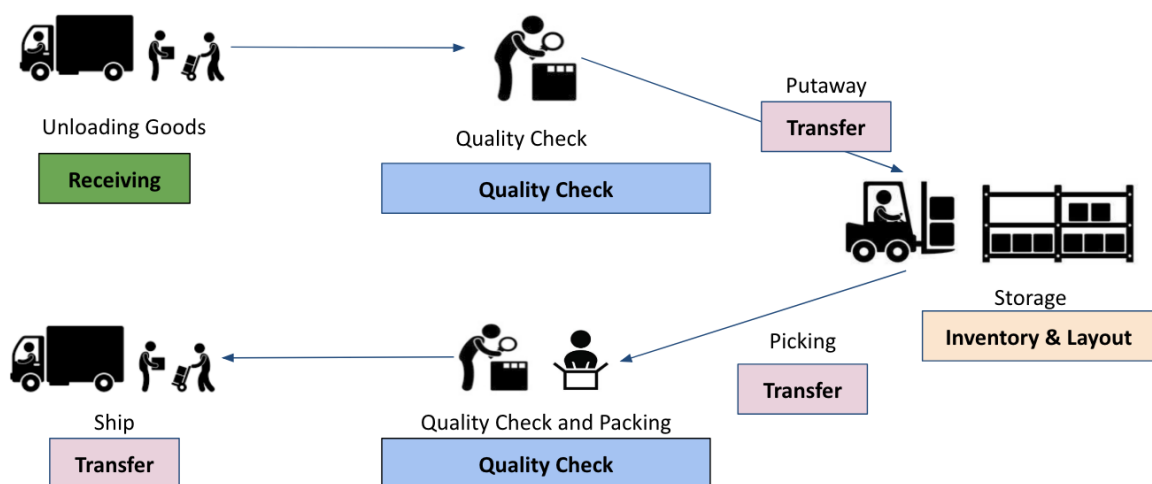 Unloading Goods
Receiving
Quality Check
Quality Check
Putaway
Transfer
Storage
Inventory & Layout
Picking
Transfer
Quality Check and Packing
Quality Check
Ship
Transfer